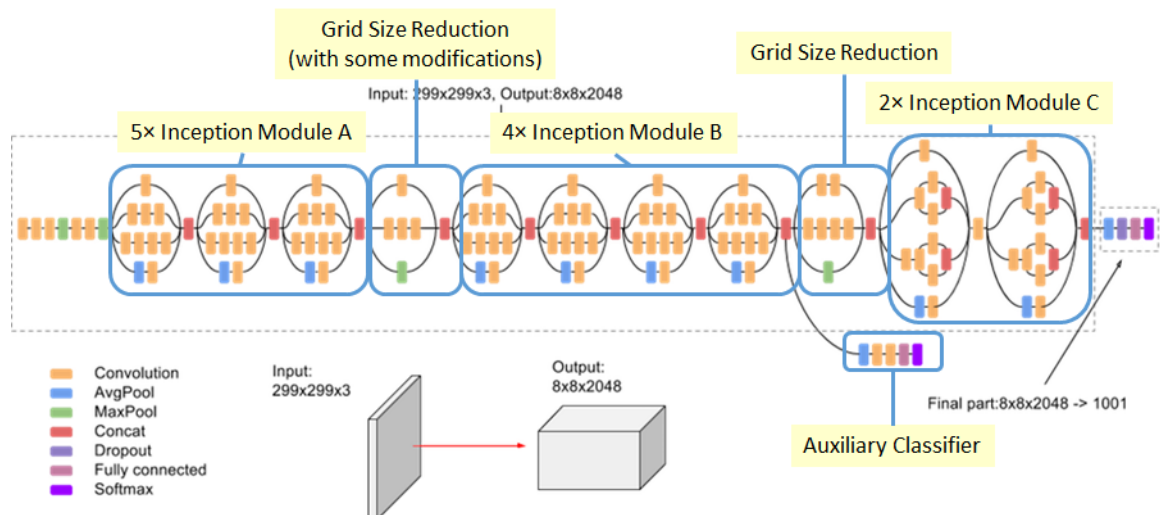 Grid Size Reduction
(with some modifications)
Grid Size Reduction
Input: 299x299x3, Output:8x8x2048
2× Inception Module C
5× Inception Module A
4× Inception Module B
Convolution
AvgPool
MaxPool
Concat
Dropout
Fully connected
Softmax
Input:
299x299x3
Output:
8x8x2048
Final part:8x8x2048 -> 1001
Auxiliary Classifier